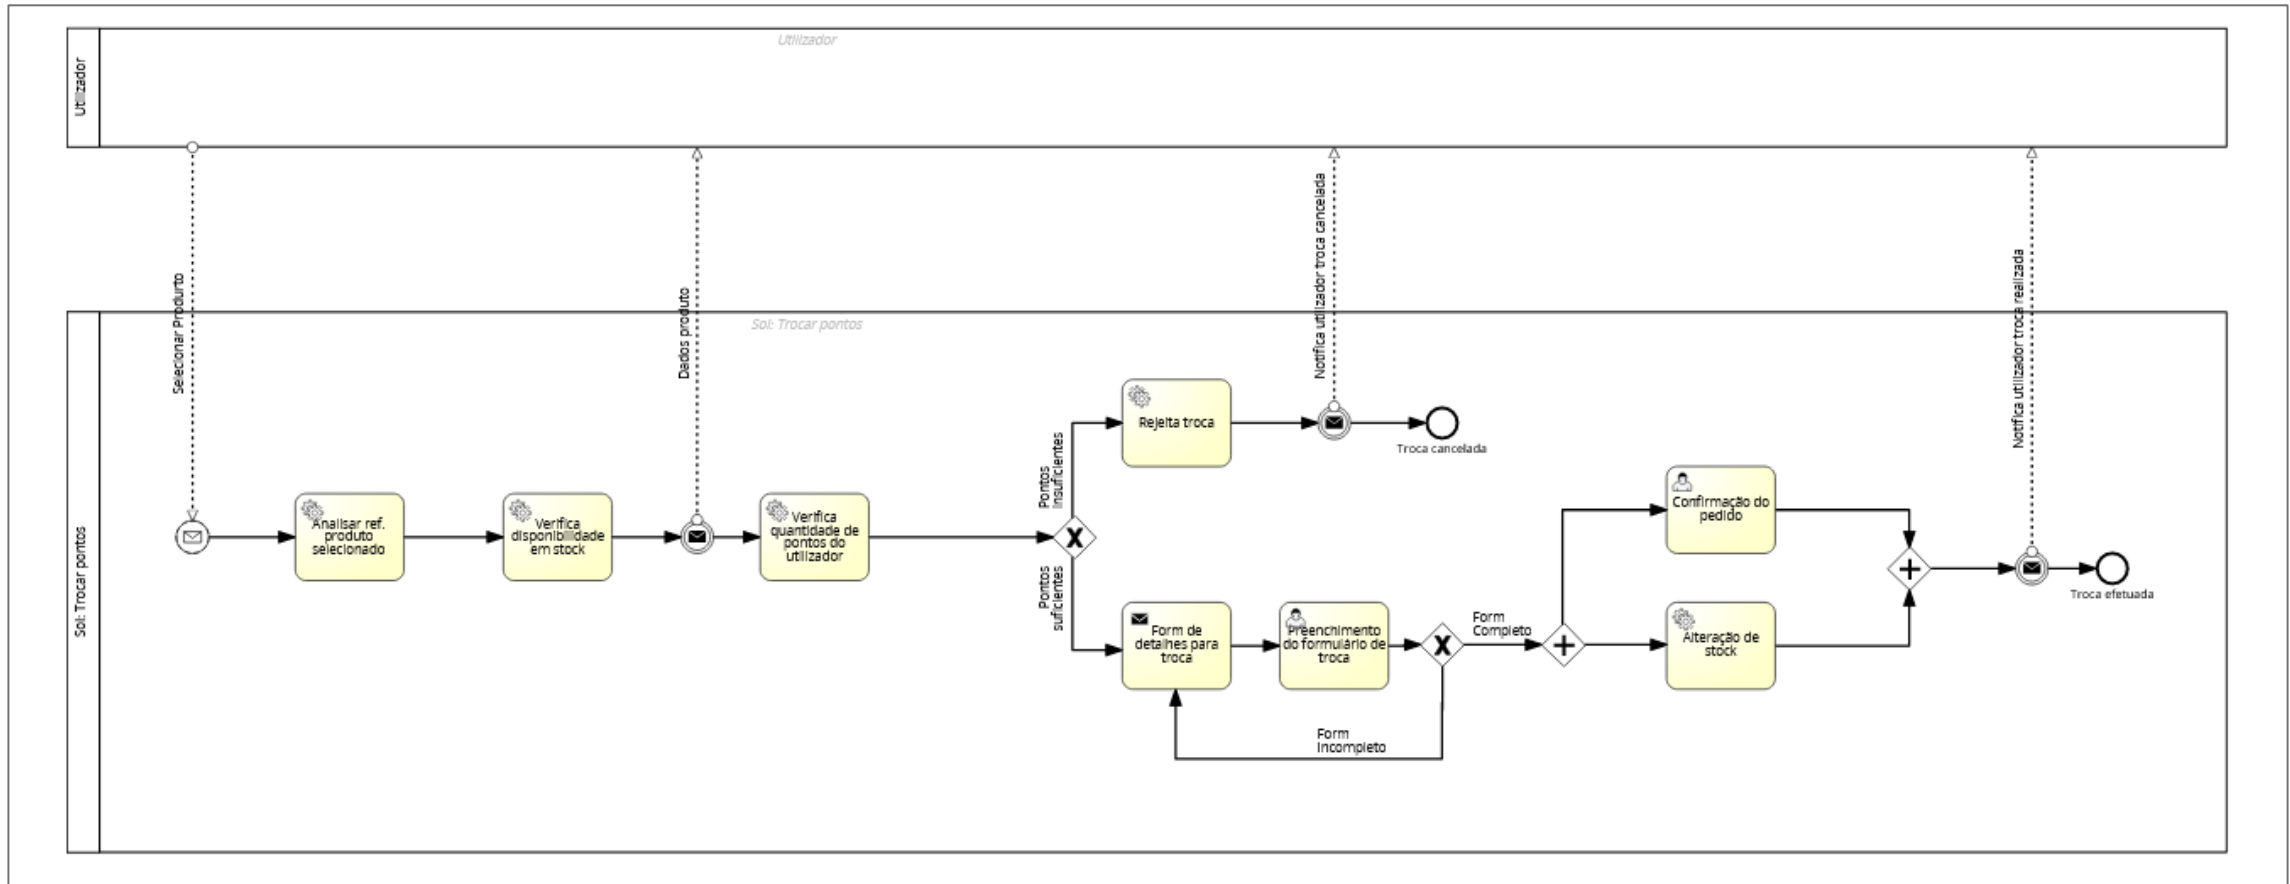 Utilizador
Utilizador
Selecionar Produrto
Dados produto
Notifica utilizador troca cancelada
Notifica utilizador troca realizada
Sol: Trocar pontos
Sol: Trocar pontos
Analisar ref.
produto
selecionado
Verifica
disponibilidade
em stock
Verifica
quantidade de
pontos do
utilizador
Pontos
insuficientes
Pontos
suficientes
Rejeita troca
Troca cancelada
Form de
detalhes para
troca
Preenchimento
do formulário de
troca
Form
Completo
Form
Incompleto
Confirmação do
pedido
Alteração de
stock
Troca efetuada